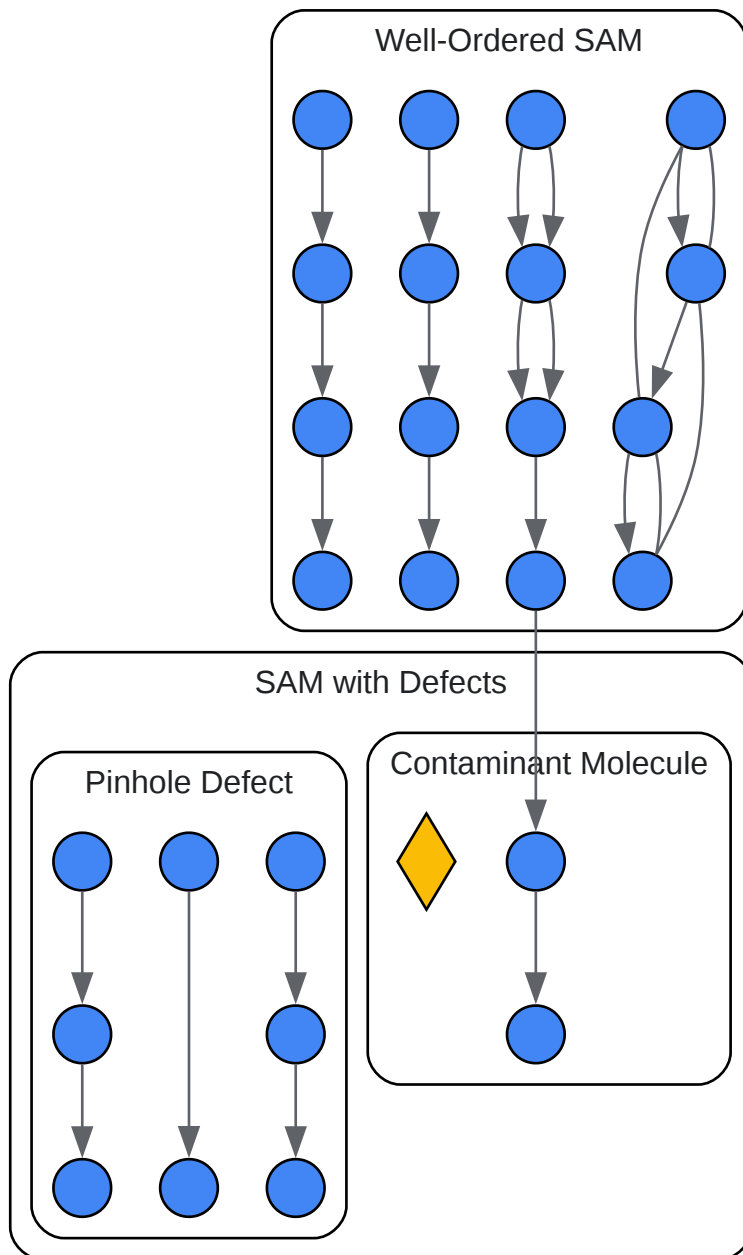 Well-Ordered SAM
SAM with Defects
Pinhole Defect
Contaminant Molecule